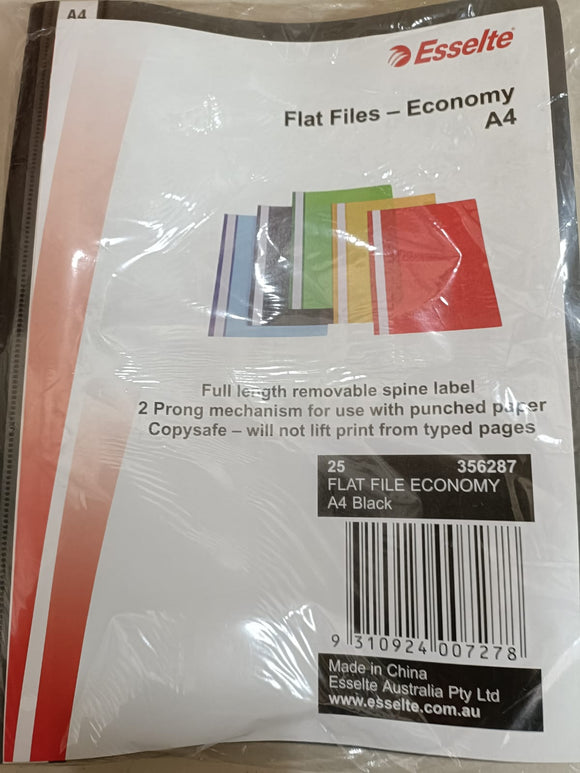 A4
Esselte
Flat Files – Economy
A4
Full length removable spine label
2 Prong mechanism for use with punched paper
Copysafe – will not lift print from typed pages
25 356287
FLAT FILE ECONOMY
A4 Black
9 310924 007278
Made in China
Esselte Australia Pty Ltd
www.esselte.com.au